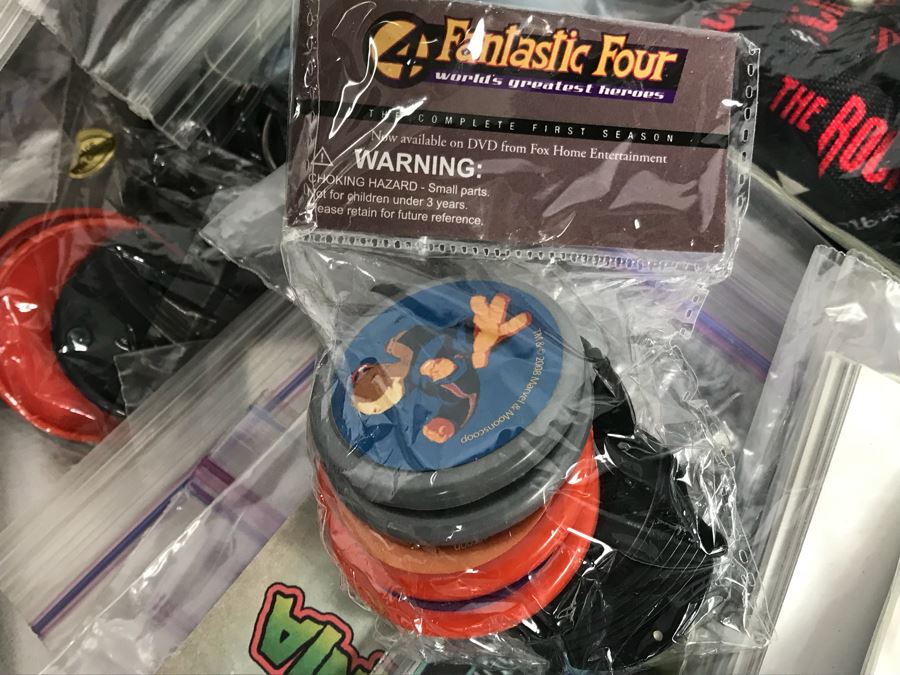 4 Fantastic Four
world's greatest heroes
THE COMPLETE FIRST SEASON
Now available on DVD from Fox Home Entertainment
WARNING:
CHOKING HAZARD - Small parts.
Not for children under 3 years.
Please retain for future reference.
THE ROC
TM & © 2008 Marvel & Moonscoop